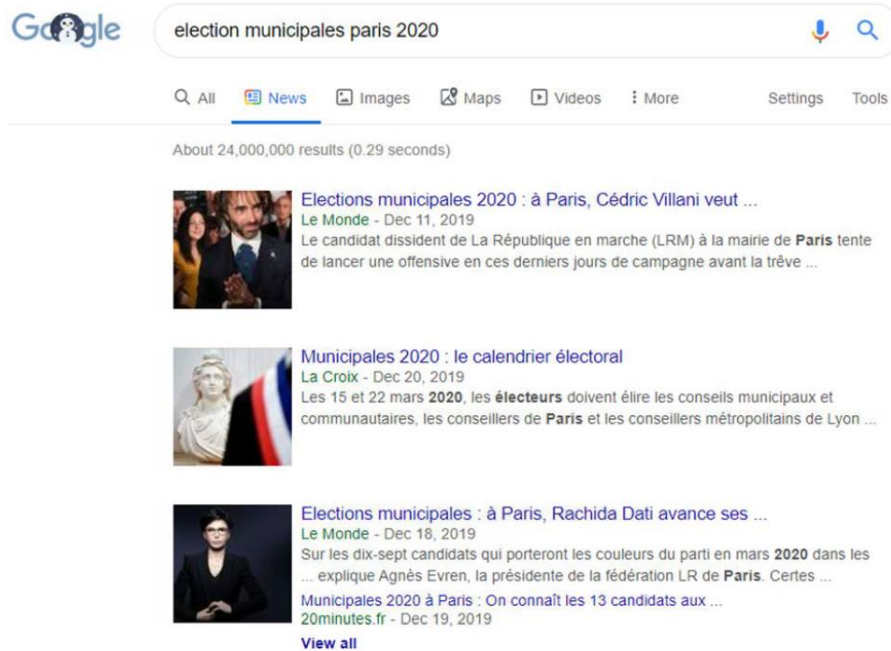 Google
election municipales paris 2020
All News Images Maps Videos More Settings Tools
About 24,000,000 results (0.29 seconds)
Elections municipales 2020 : à Paris, Cédric Villani veut ...
Le Monde - Dec 11, 2019
Le candidat dissident de La République en marche (LRM) à la mairie de Paris tente
de lancer une offensive en ces derniers jours de campagne avant la trêve ...
Municipales 2020 : le calendrier électoral
La Croix - Dec 20, 2019
Les 15 et 22 mars 2020, les électeurs doivent élire les conseils municipaux et
communautaires, les conseillers de Paris et les conseillers métropolitains de Lyon ...
Elections municipales : à Paris, Rachida Dati avance ses ...
Le Monde - Dec 18, 2019
Sur les dix-sept candidats qui porteront les couleurs du parti en mars 2020 dans les
... explique Agnès Evren, la présidente de la fédération LR de Paris. Certes ...
Municipales 2020 à Paris : On connaît les 13 candidats aux ...
20minutes.fr - Dec 19, 2019
View all